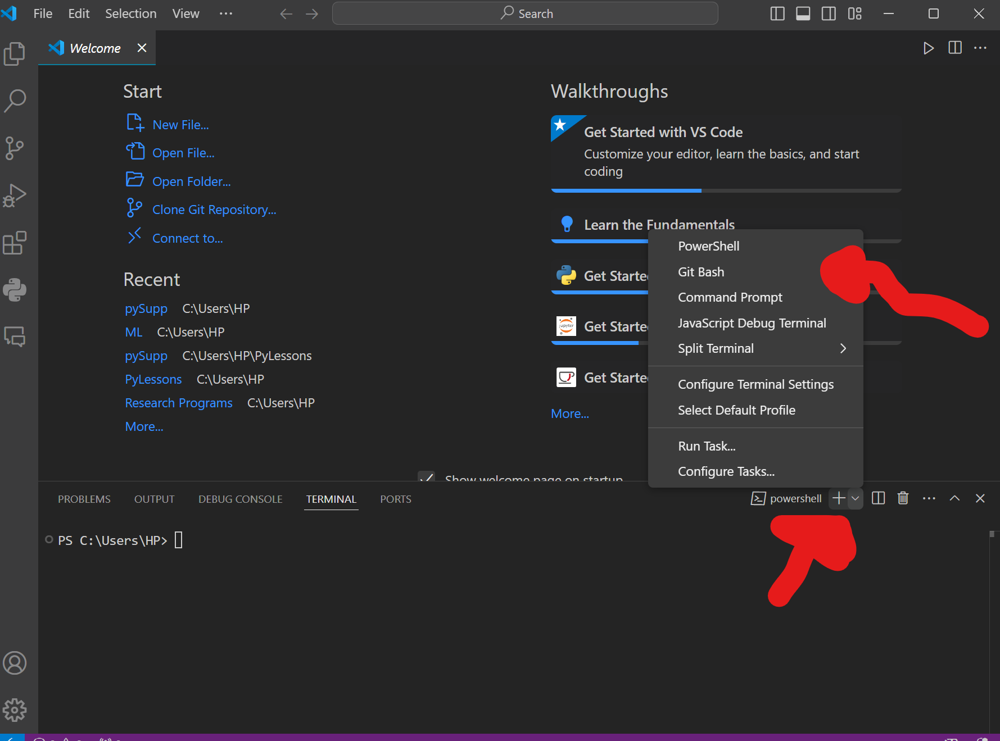 File Edit Selection View ··· Search
Welcome
Start
New File...
Open File...
Open Folder...
Clone Git Repository...
Connect to...
Recent
pySupp C:\Users\HP
ML C:\Users\HP
pySupp C:\Users\HP\PyLessons
PyLessons C:\Users\HP
Research Programs C:\Users\HP
More...
Walkthroughs
Get Started with VS Code
Customize your editor, learn the basics, and start
coding
Learn the Fundamentals
Get Starte
jupyter
Get Starte
Get Starte
More...
PowerShell
Git Bash
Command Prompt
JavaScript Debug Terminal
Split Terminal
Configure Terminal Settings
Select Default Profile
Run Task...
Configure Tasks...
Show welcome page on startup
PROBLEMS OUTPUT DEBUG CONSOLE TERMINAL PORTS powershell
PS C:\Users\HP>